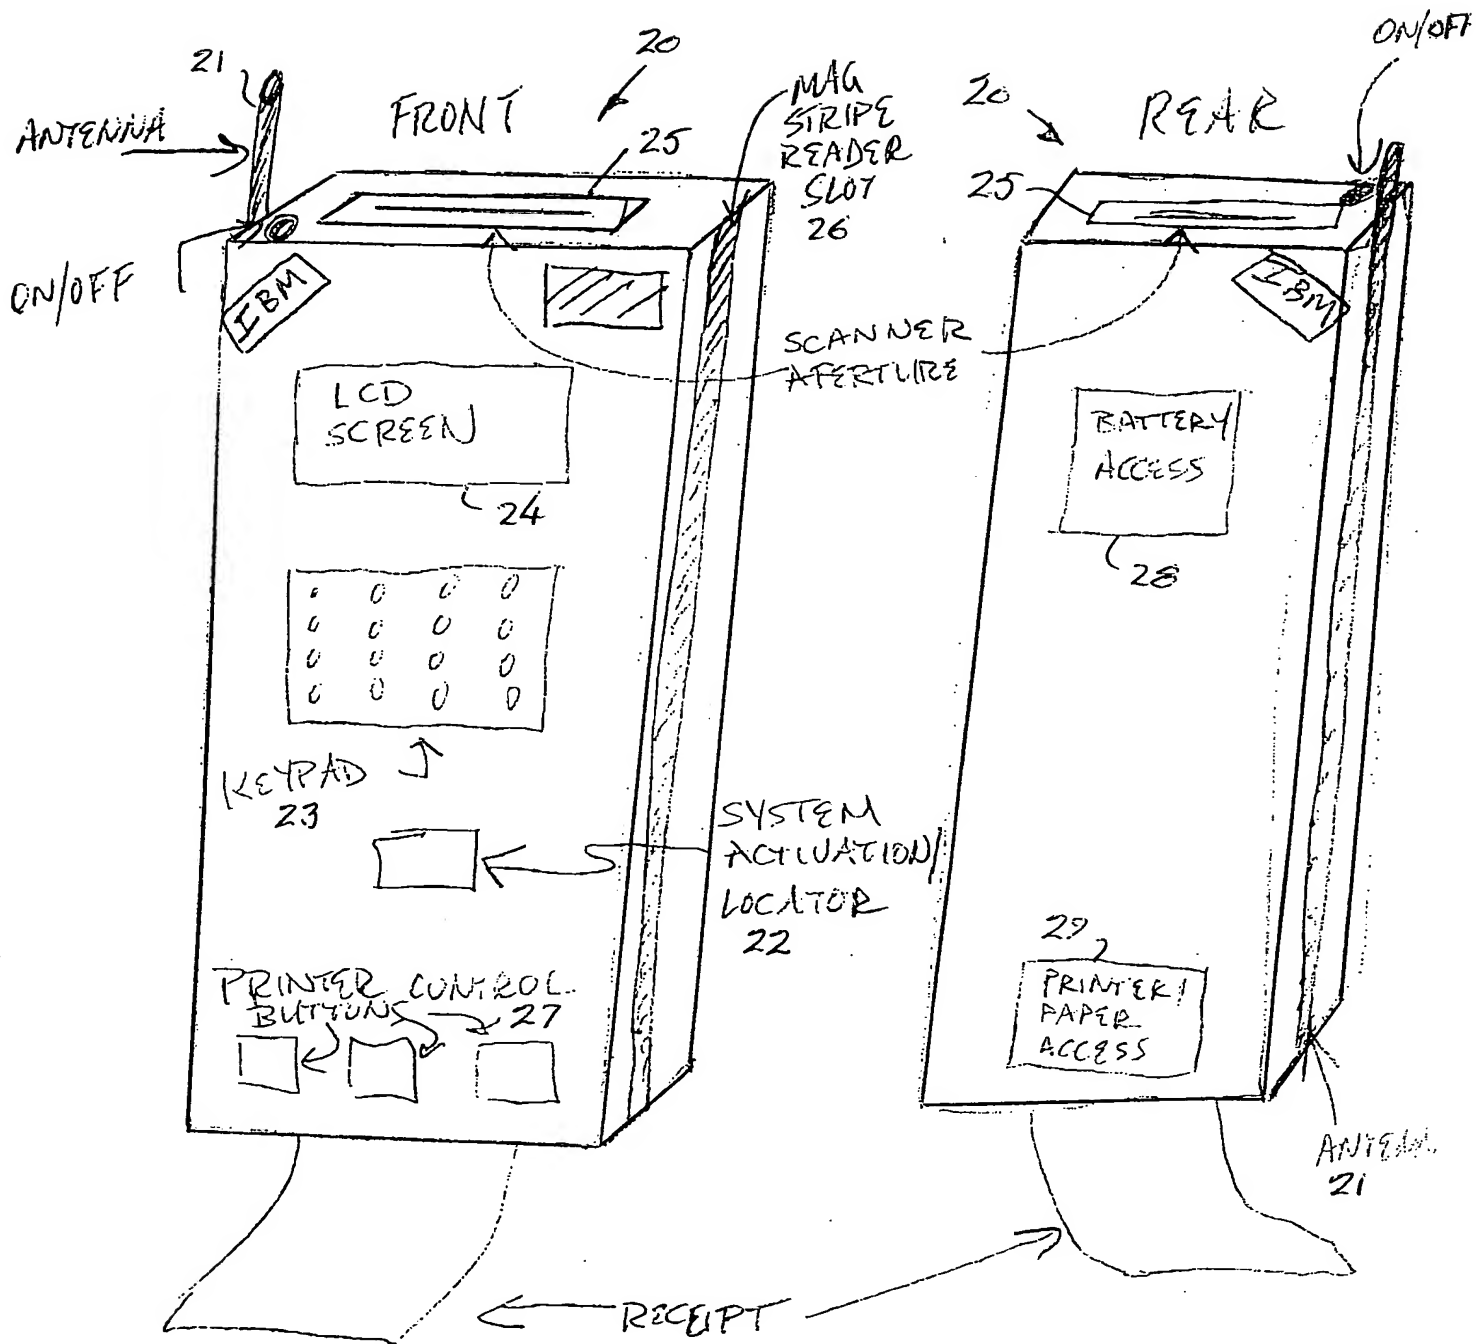 21
20
ON/OFF
FRONT
MAG
STRIPE
READER
SLOT
26
20
REAR
ANTENNA
25
25
ON/OFF
IBM
IBM
SCANNER
APERTURE
LCD
SCREEN
24
BATTERY
ACCESS
28
KEYPAD
23
SYSTEM
ACTIVATION/
LOCATOR
22
PRINTER CONTROL
BUTTONS
27
29
PRINTER/
PAPER
ACCESS
21
RECEIPT